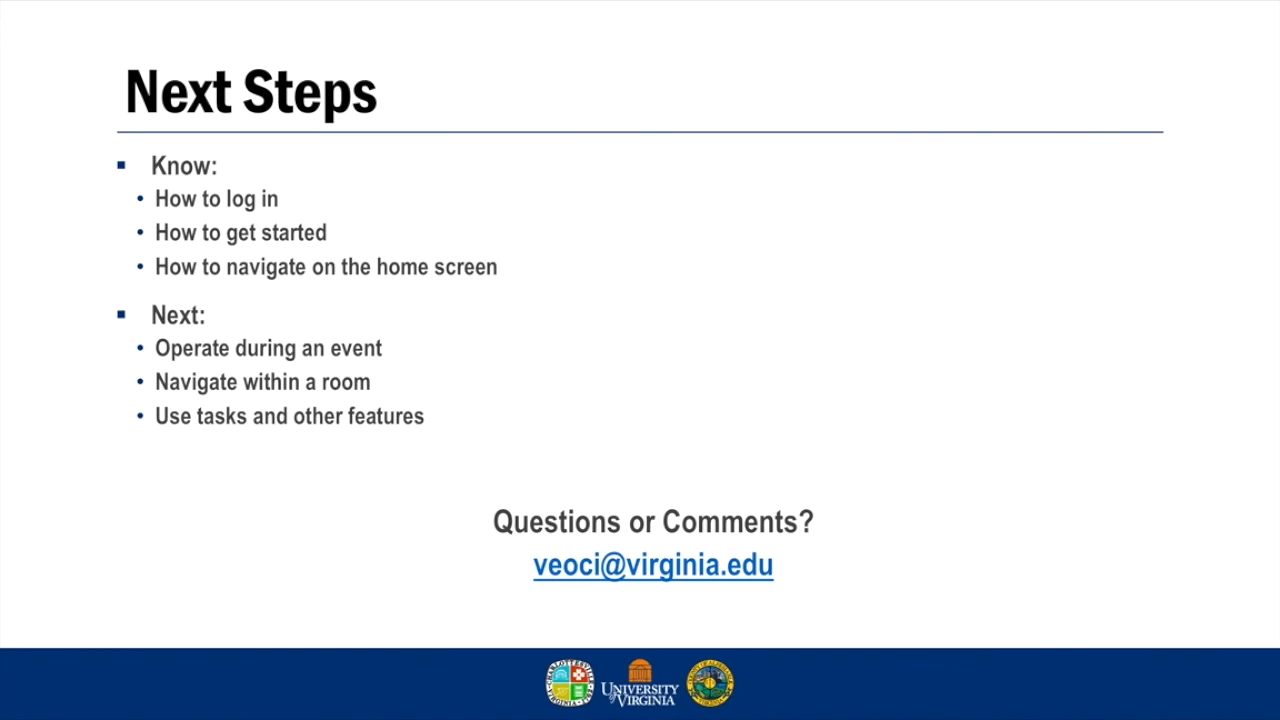 Next Steps
Know:
How to log in
How to get started
How to navigate on the home screen
Next:
Operate during an event
Navigate within a room
Use tasks and other features
Questions or Comments?
veoci@virginia.edu
UNIVERSITY
of VIRGINIA